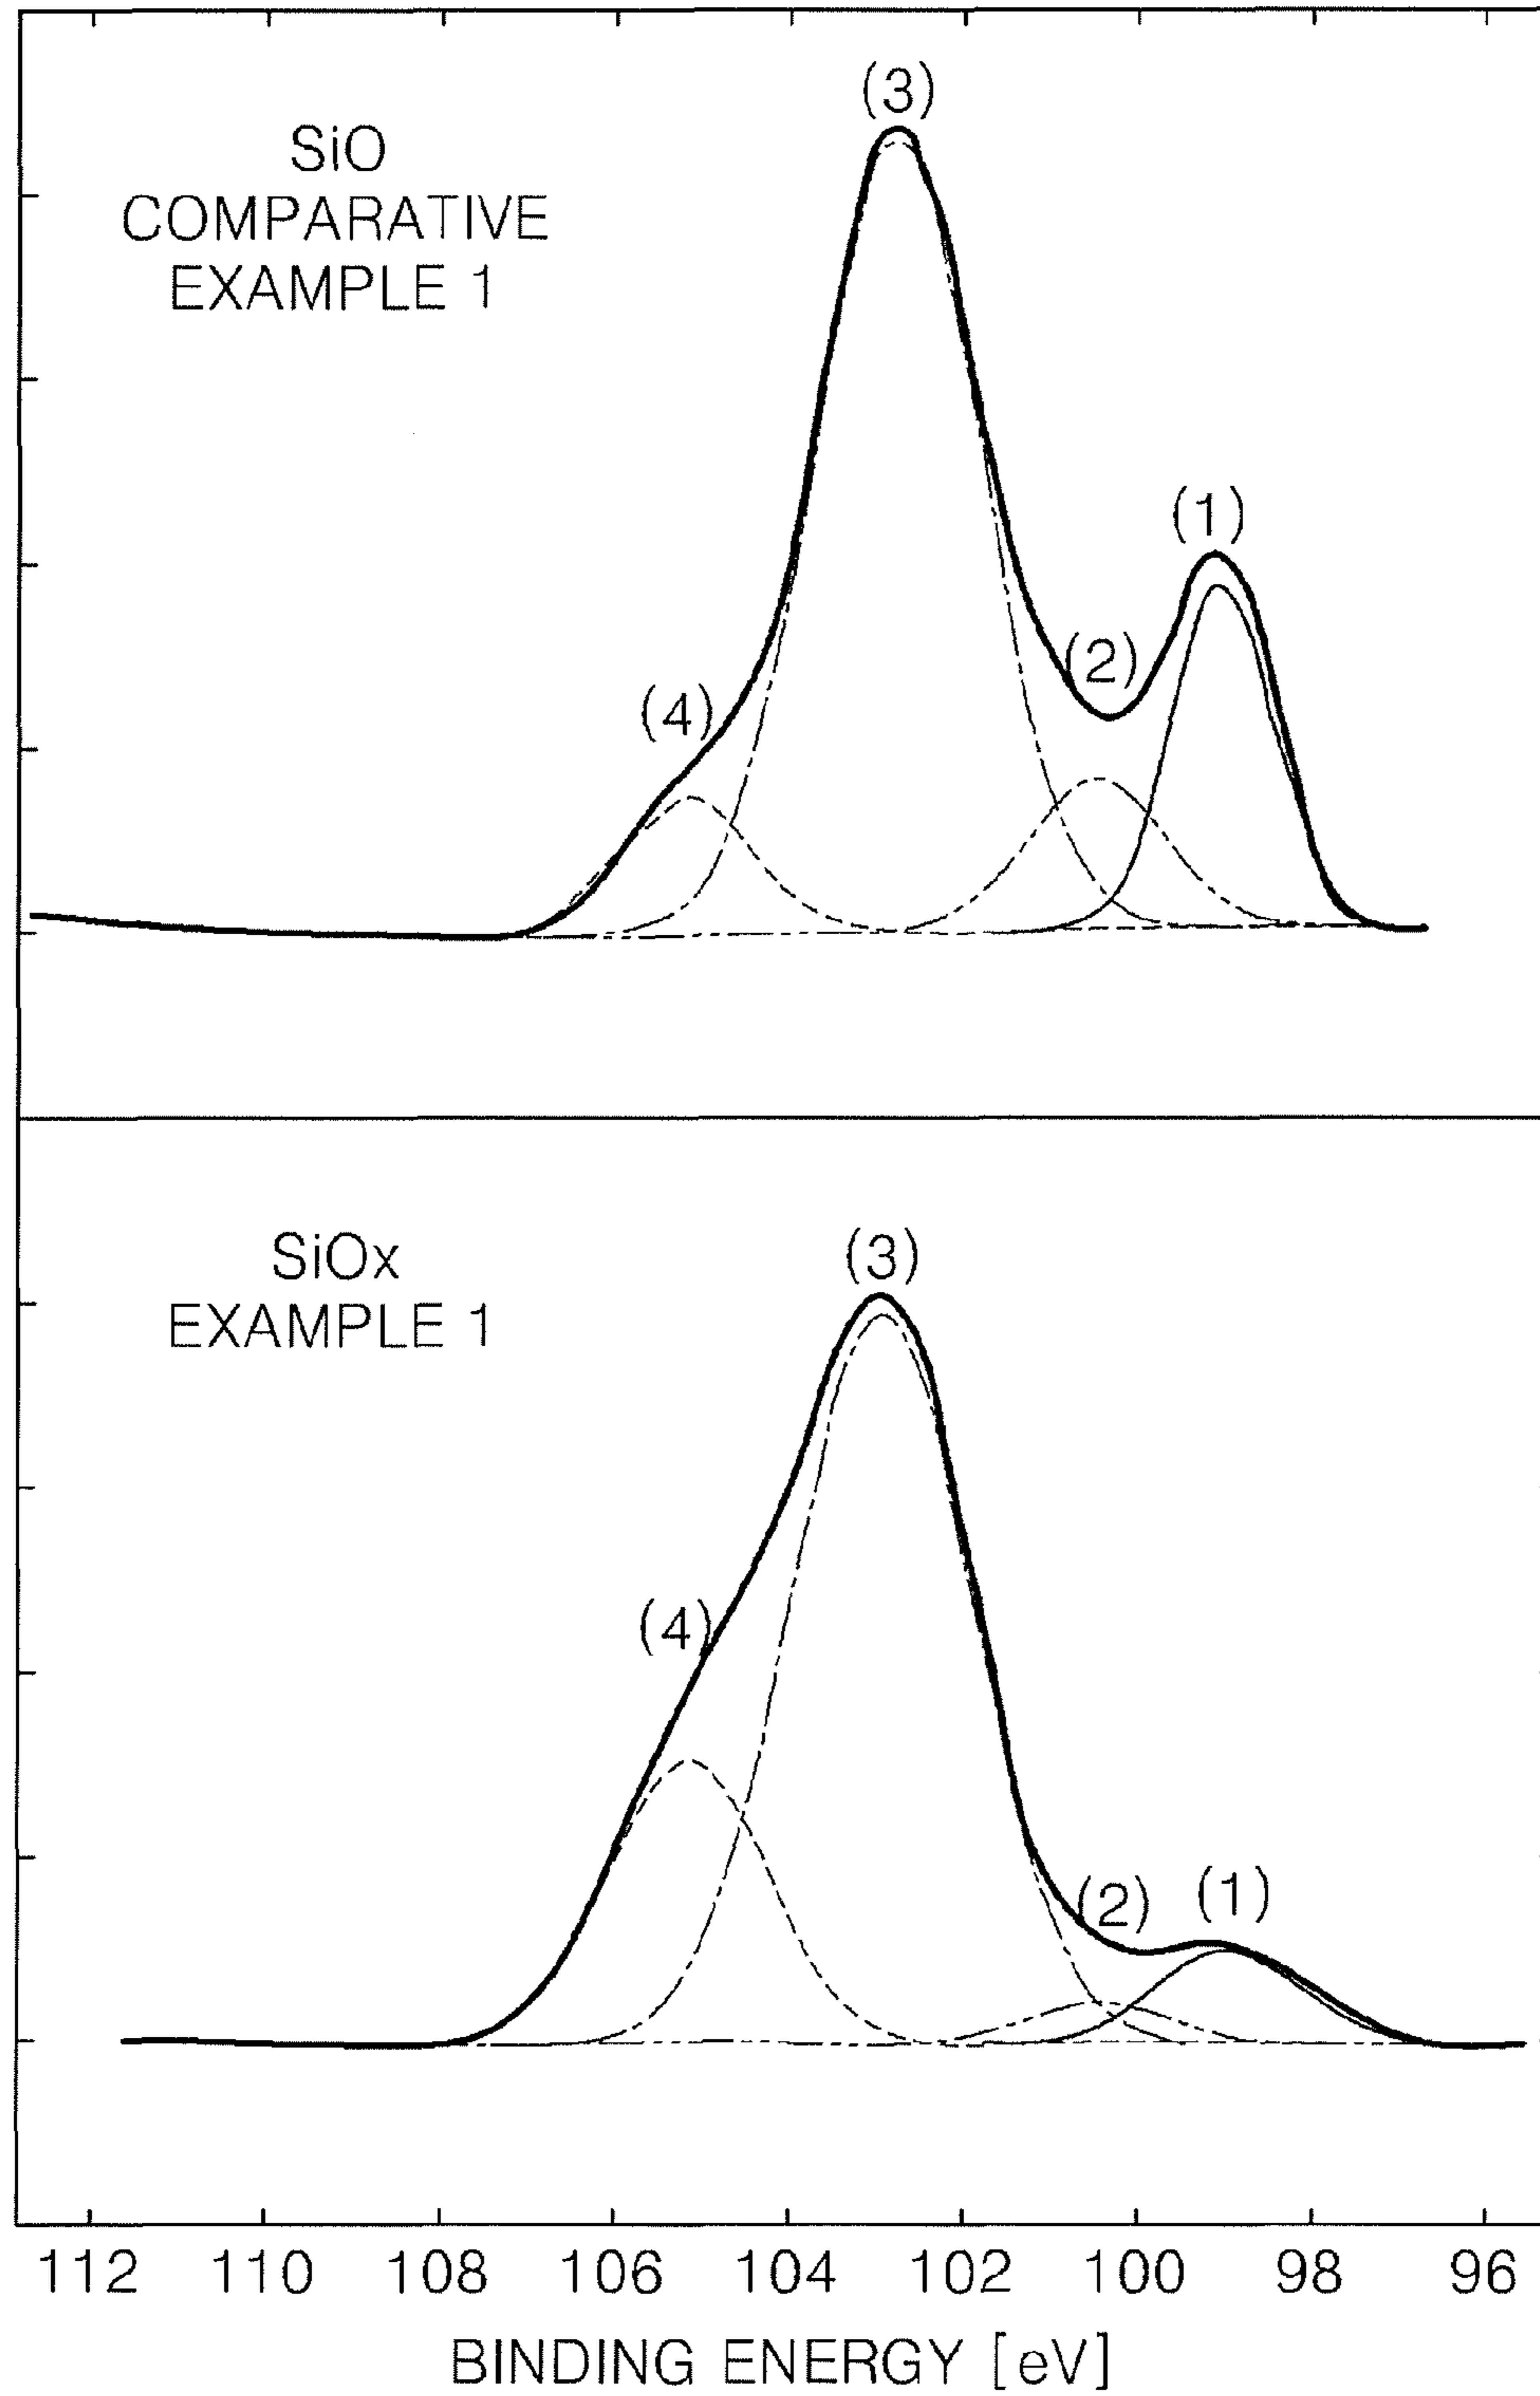 (3)
SiO
COMPARATIVE
EXAMPLE 1
(1)
(2)
(4)
(3)
SiOx
EXAMPLE 1
(4)
(2)
(1)
112 110 108 106 104 102 100 98 96
BINDING ENERGY [eV]